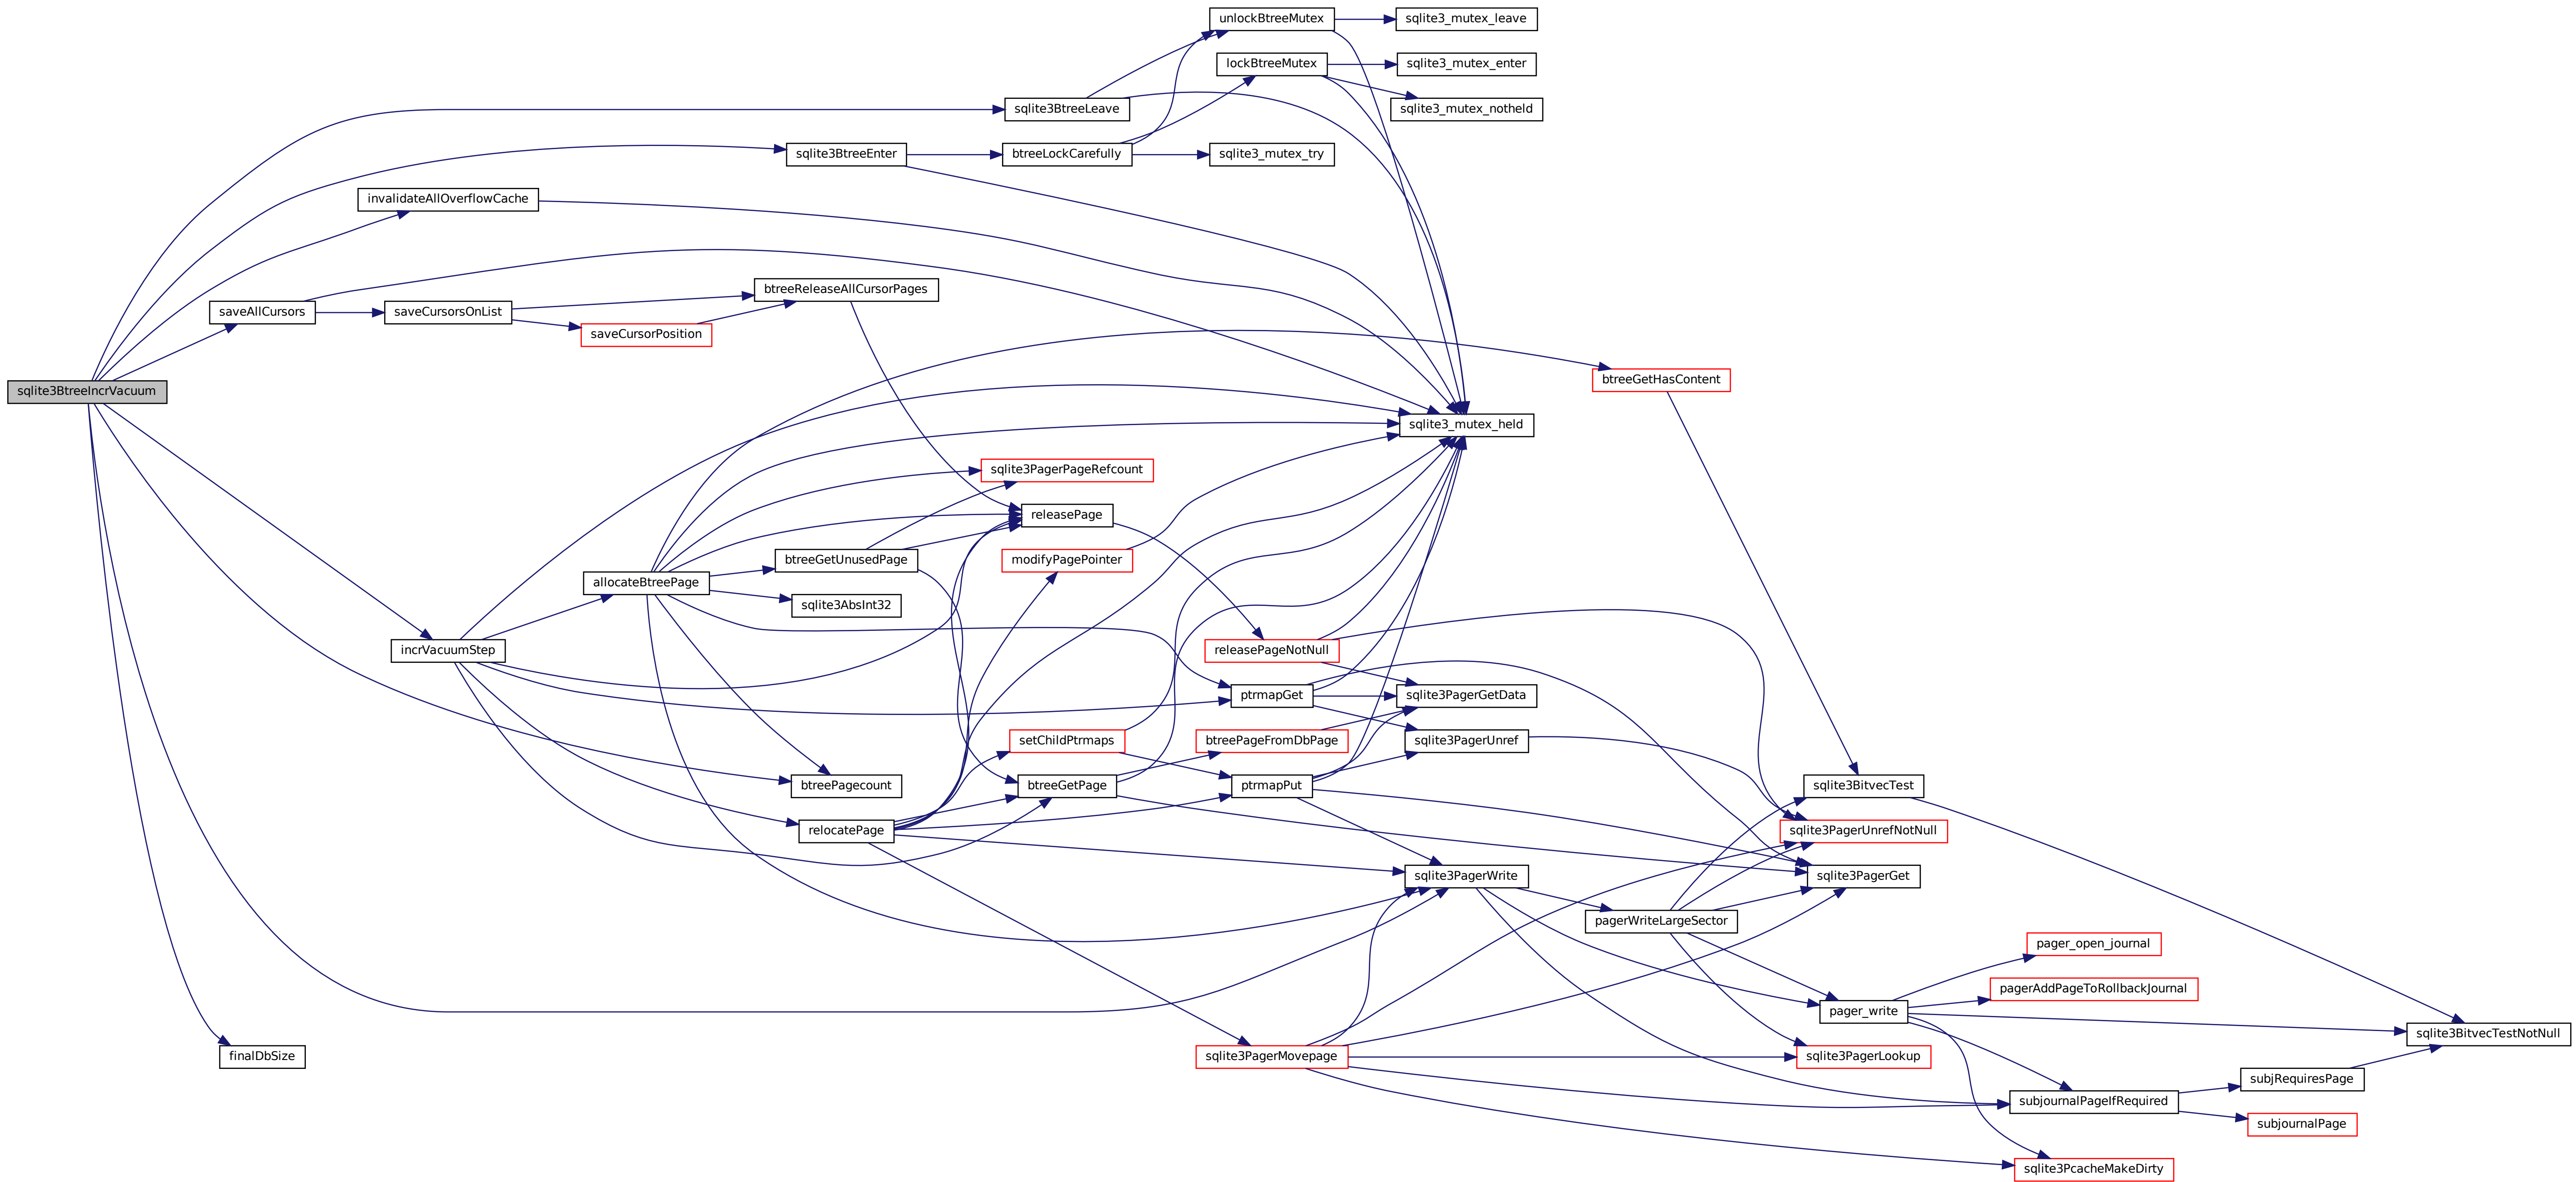 unlockBtreeMutex
sqlite3_mutex_leave
lockBtreeMutex
sqlite3_mutex_enter
sqlite3BtreeLeave
sqlite3_mutex_notheld
sqlite3BtreeEnter
btreeLockCarefully
sqlite3_mutex_try
invalidateAllOverflowCache
btreeReleaseAllCursorPages
saveAllCursors
saveCursorsOnList
saveCursorPosition
btreeGetHasContent
sqlite3BtreeIncrVacuum
sqlite3_mutex_held
sqlite3PagerPageRefcount
releasePage
btreeGetUnusedPage
modifyPagePointer
allocateBtreePage
sqlite3AbsInt32
incrVacuumStep
releasePageNotNull
ptrmapGet
sqlite3PagerGetData
setChildPtrmaps
btreePageFromDbPage
sqlite3PagerUnref
btreePagecount
btreeGetPage
ptrmapPut
sqlite3BitvecTest
relocatePage
sqlite3PagerUnrefNotNull
sqlite3PagerWrite
sqlite3PagerGet
pagerWriteLargeSector
pager_open_journal
pagerAddPageToRollbackJournal
pager_write
sqlite3BitvecTestNotNull
finalDbSize
sqlite3PagerMovepage
sqlite3PagerLookup
subjRequiresPage
subjournalPageIfRequired
subjournalPage
sqlite3PcacheMakeDirty